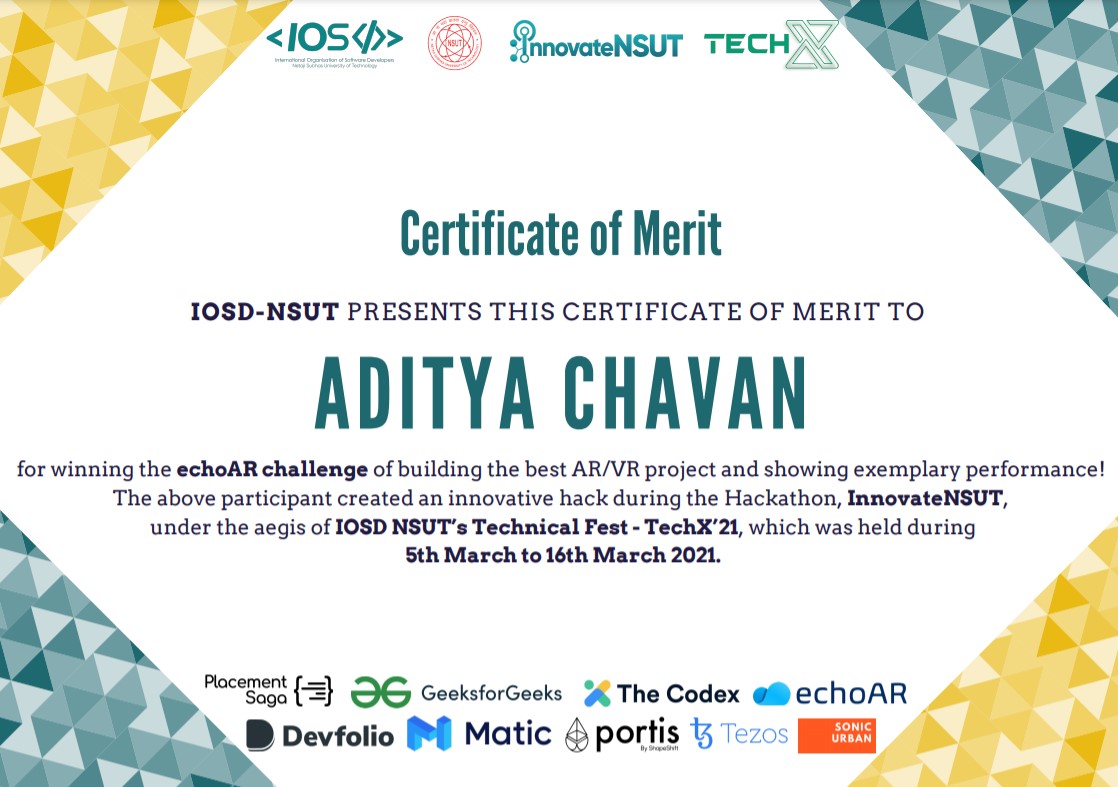 <IOS</>
International Organisation of Software Developers
Netaji Subhas University of Technology
NSUT
InnovateNSUT
TECHX
Certificate of Merit
IOSD-NSUT PRESENTS THIS CERTIFICATE OF MERIT TO
ADITYA CHAVAN
for winning the echoAR challenge of building the best AR/VR project and showing exemplary performance!
The above participant created an innovative hack during the Hackathon, InnovateNSUT,
under the aegis of IOSD NSUT's Technical Fest - TechX'21, which was held during
5th March to 16th March 2021.
Placement
Saga
GeeksforGeeks
The Codex
echoAR
Devfolio
Matic
portis
By ShapeShift
Tezos
SONIC
URBAN